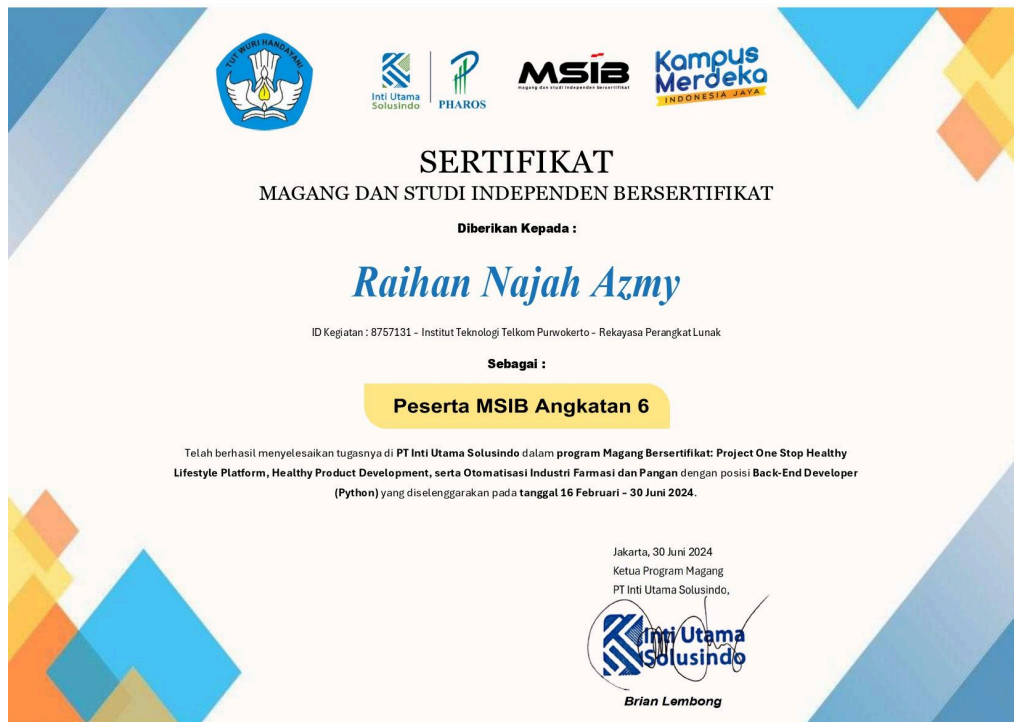 TUT WURI HANDAYANI
Inti Utama
Solusindo
PHAROS
MSIB
magang dan studi independen bersertifikat
Kampus
Merdeka
INDONESIA JAYA
SERTIFIKAT
MAGANG DAN STUDI INDEPENDEN BERSERTIFIKAT
Diberikan Kepada :
Raihan Najah Azmy
ID Kegiatan : 8757131 – Institut Teknologi Telkom Purwokerto – Rekayasa Perangkat Lunak
Sebagai :
Peserta MSIB Angkatan 6
Telah berhasil menyelesaikan tugasnya di PT Inti Utama Solusindo dalam program Magang Bersertifikat: Project One Stop Healthy
Lifestyle Platform, Healthy Product Development, serta Otomatisasi Industri Farmasi dan Pangan dengan posisi Back-End Developer
(Python) yang diselenggarakan pada tanggal 16 Februari – 30 Juni 2024.
Jakarta, 30 Juni 2024
Ketua Program Magang
PT Inti Utama Solusindo,
Inti Utama
Solusindo
Brian Lembong